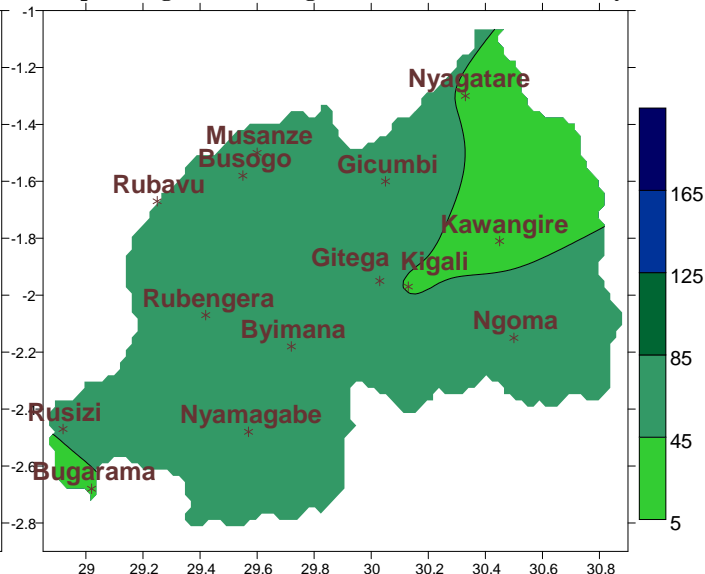 -1
-1.2
Nyagatare
-1.4
Musanze
Busogo
Gicumbi
-1.6
Rubavu
165
-1.8
Kawangire
Gitega
Kigali
125
-2
Rubengera
Ngoma
Byimana
-2.2
85
-2.4
Rusizi
Nyamagabe
45
-2.6
Bugarama
-2.8
5
29
29.2
29.4
29.6
29.8
30
30.2
30.4
30.6
30.8